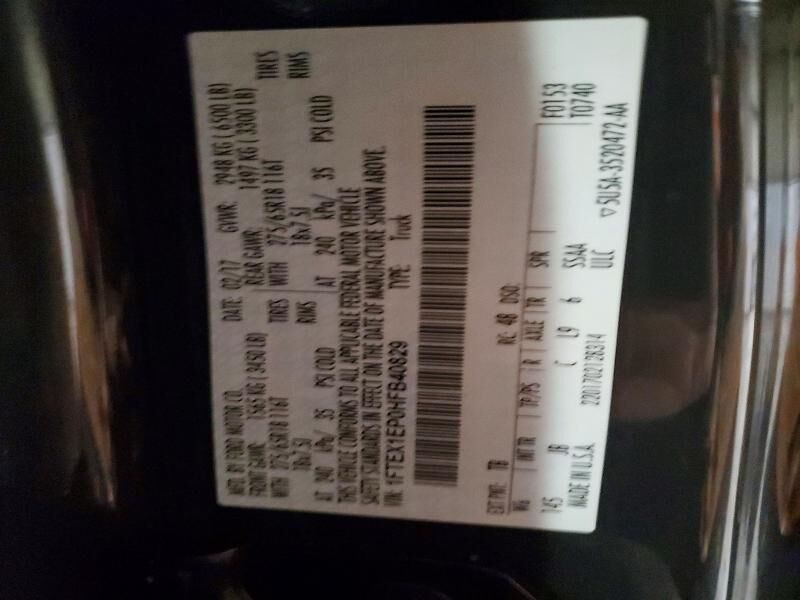 MFD. BY FORD MOTOR CO. DATE: 02/17 GVWR: 2948 KG ( 6500 LB)
FRONT GAWR: 1565 KG ( 3450 LB) REAR GAWR: 1497 KG ( 3300 LB)
WITH 275/65R18 116T TIRES WITH 275/65R18 116T TIRES
18x7.5J RIMS 18x7.5J RIMS
AT 240 kPa/ 35 PSI COLD AT 240 kPa/ 35 PSI COLD
THIS VEHICLE CONFORMS TO ALL APPLICABLE FEDERAL MOTOR VEHICLE
SAFETY STANDARDS IN EFFECT ON THE DATE OF MANUFACTURE SHOWN ABOVE.
VIN: 1FTEX1EP0HFB40829 TYPE: Truck
EXT PNT: TB RC: 48 DSO: F0153
WB INT TR TP/PS R AXLE TR SPR T0740
145 JB C L9 6 SSAA
MADE IN U.S.A. 220170212B314 ULC ▽5U5A-3520472-AA